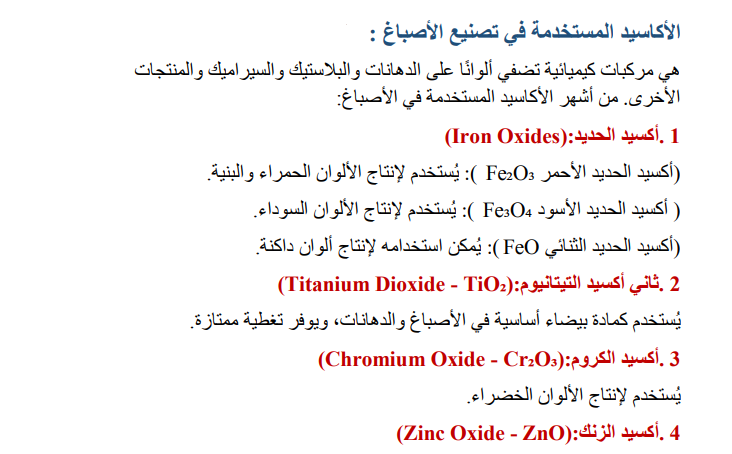 الأكاسيد المستخدمة في تصنيع الأصباغ :
هي مركبات كيميائية تضفي ألوانًا على الدهانات والبلاستيك والسيراميك والمنتجات
الأخرى. من أشهر الأكاسيد المستخدمة في الأصباغ:
1 .أكسيد الحديد:(Iron Oxides)
(أكسيد الحديد الأحمر Fe₂O₃ ): يُستخدم لإنتاج الألوان الحمراء والبنية.
( أكسيد الحديد الأسود Fe₃O₄ ): يُستخدم لإنتاج الألوان السوداء.
(أكسيد الحديد الثنائي FeO ): يُمكن استخدامه لإنتاج ألوان داكنة.
2 .ثاني أكسيد التيتانيوم:(Titanium Dioxide - TiO₂)
يُستخدم كمادة بيضاء أساسية في الأصباغ والدهانات، ويوفر تغطية ممتازة.
3 .أكسيد الكروم:(Chromium Oxide - Cr₂O₃)
يُستخدم لإنتاج الألوان الخضراء.
4 .أكسيد الزنك:(Zinc Oxide - ZnO)